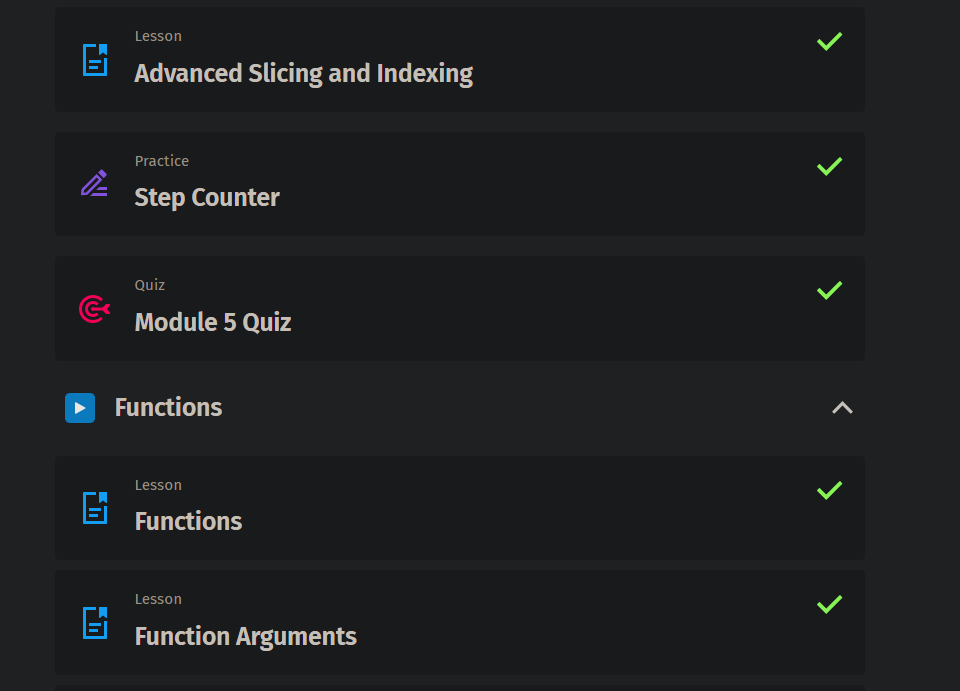 Lesson
Advanced Slicing and Indexing
Practice
Step Counter
Quiz
Module 5 Quiz
Functions
Lesson
Functions
Lesson
Function Arguments